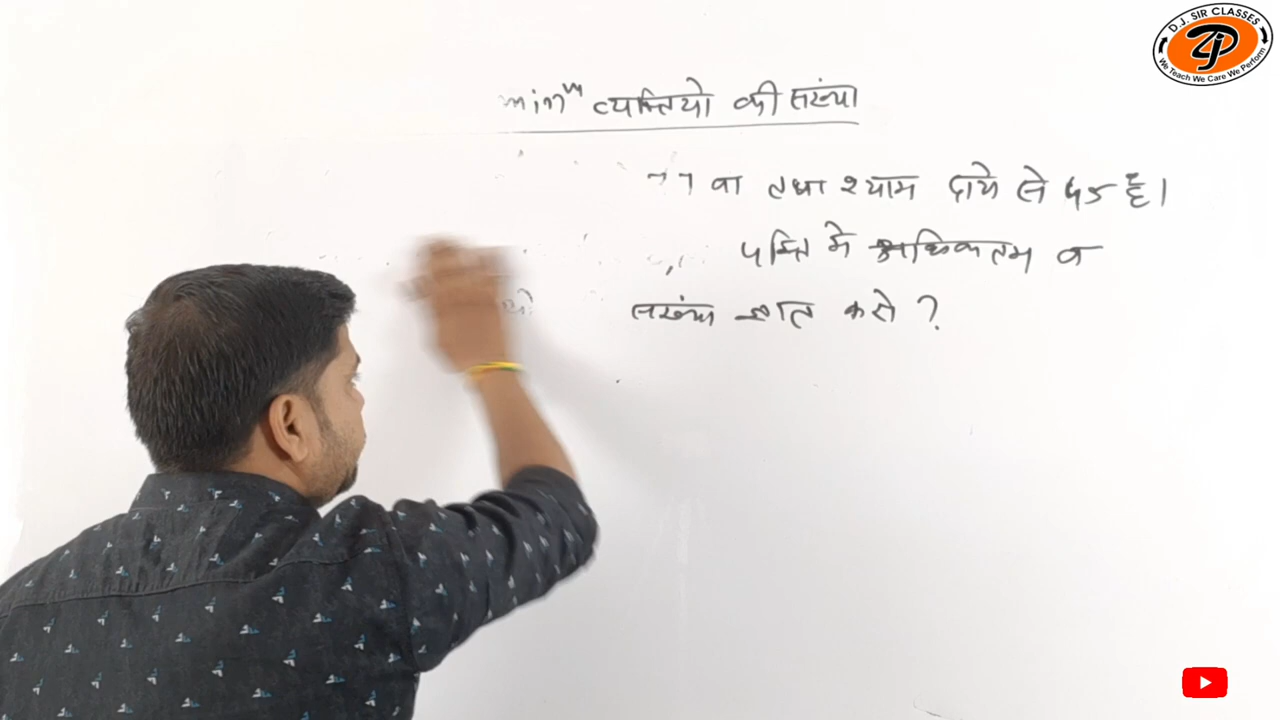 D.J. SIR CLASSES
We Teach We Care We Perform
min^m व्यक्तियो की संख्या
वा तथा श्याम दाये से 45 है।
पंक्ति मे अधिकतम व
संख्या ज्ञात करो ?